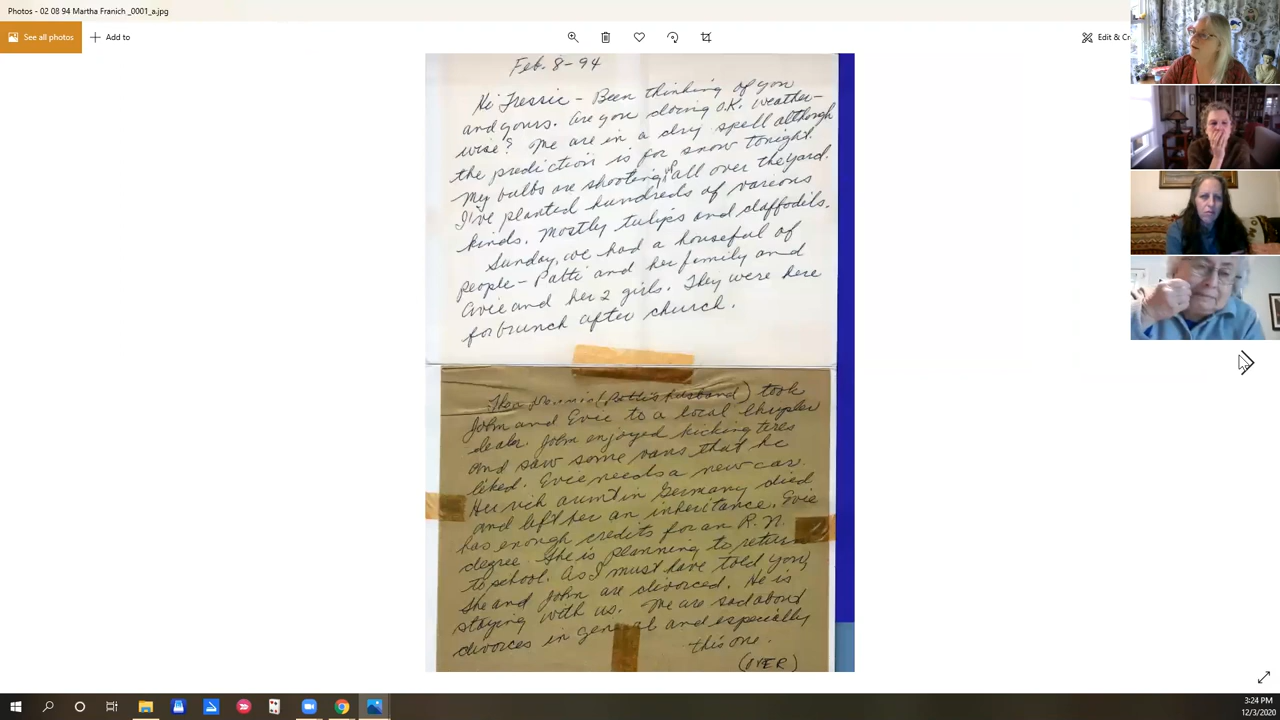 Photos - 02 08 94 Martha Franich _0001_a.jpg
See all photos
Add to
Edit & Cr
Feb. 8-94
Hi Tressie - Been thinking of you
and yours. Are you doing O.K. weather-
wise? We are in a dry spell although
the prediction is for snow tonight.
My bulbs are shooting up all over the yard.
I've planted hundreds of various
kinds. Mostly tulips and daffodils.
Sunday, we had a houseful of
people - Patti and her family and
Evie and her 2 girls. They were here
for brunch after church.
(Patti's husband) took
John and Evie to a local Chrysler
dealer. John enjoyed kicking tires
and saw some vans that he
liked. Evie needs a new car.
Her rich aunt in Germany died
and left her an inheritance. Evie
has enough credits for an R.N.
degree. She is planning to return
to school. As I must have told you,
she and John are divorced. He is
staying with us. We are sad about
divorces in general and especially
this one.
(OVER)
3:24 PM
12/3/2020